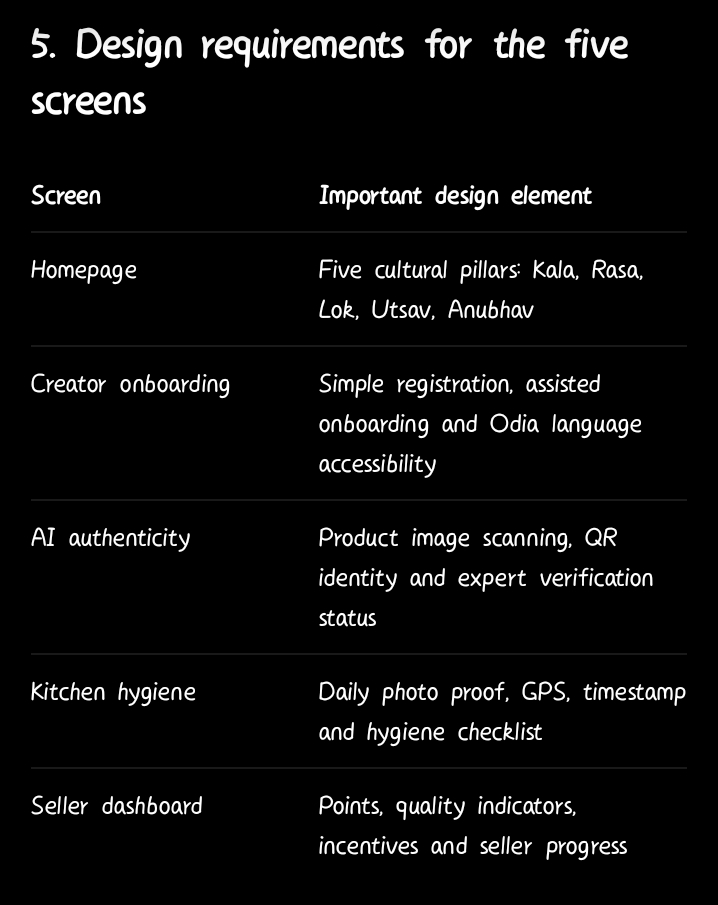 5. Design requirements for the five
screens
Screen Important design element
Homepage Five cultural pillars: Kala, Rasa,
Lok, Utsav, Anubhav
Creator onboarding Simple registration, assisted
onboarding and Odia language
accessibility
AI authenticity Product image scanning, QR
identity and expert verification
status
Kitchen hygiene Daily photo proof, GPS, timestamp
and hygiene checklist
Seller dashboard Points, quality indicators,
incentives and seller progress